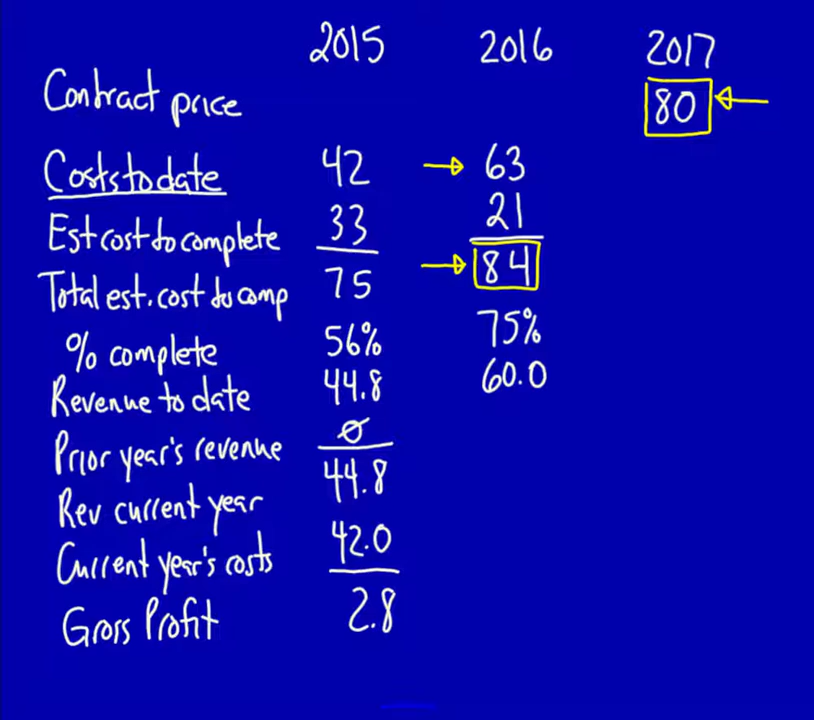 2015 2016 2017
Contract price 80
Costs to date 42 63
Est cost to complete 33 21
Total est. cost to comp 75 84
% complete 56% 75%
Revenue to date 44.8 60.0
Prior year's revenue 0
Rev current year 44.8
Current year's costs 42.0
Gross Profit 2.8